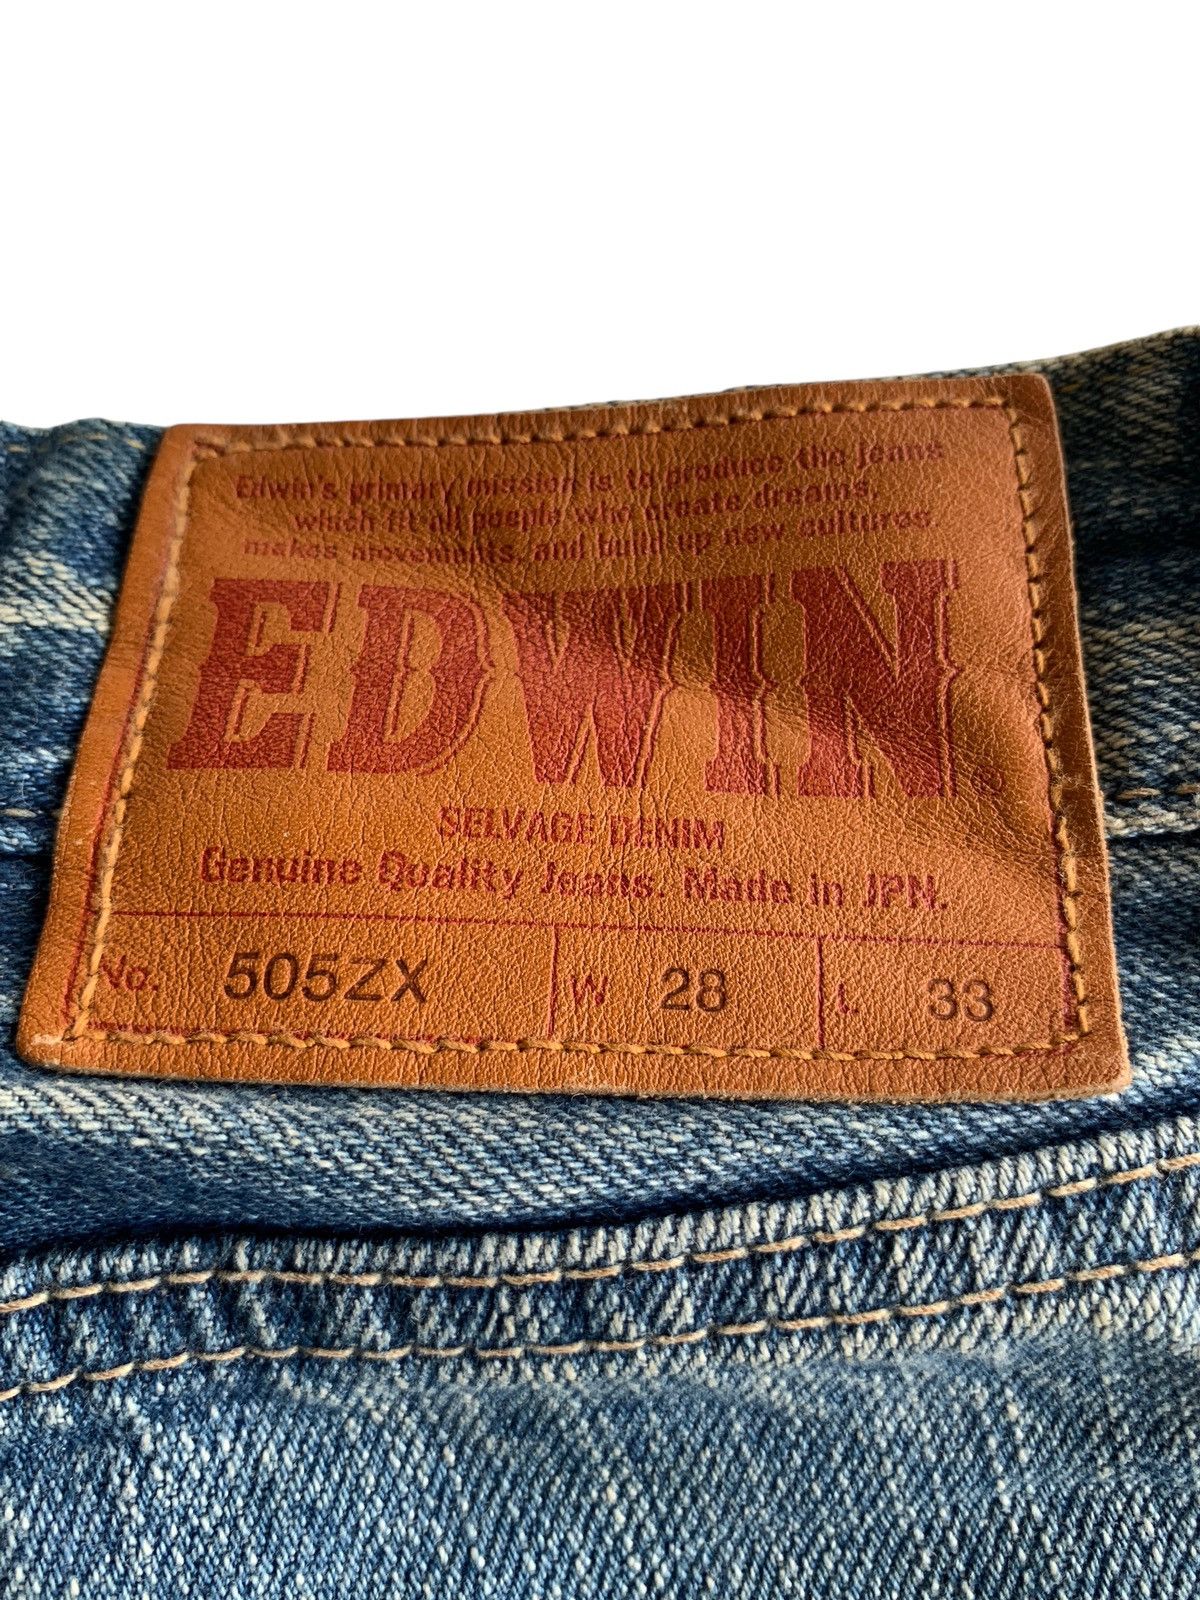 Edwin's primary mission is to produce the jeans
which fit all people who create dreams,
makes movements, and build up new cultures.
EDWIN®
SELVAGE DENIM
Genuine Quality Jeans. Made in JPN.
No. 505ZX W 28 L 33